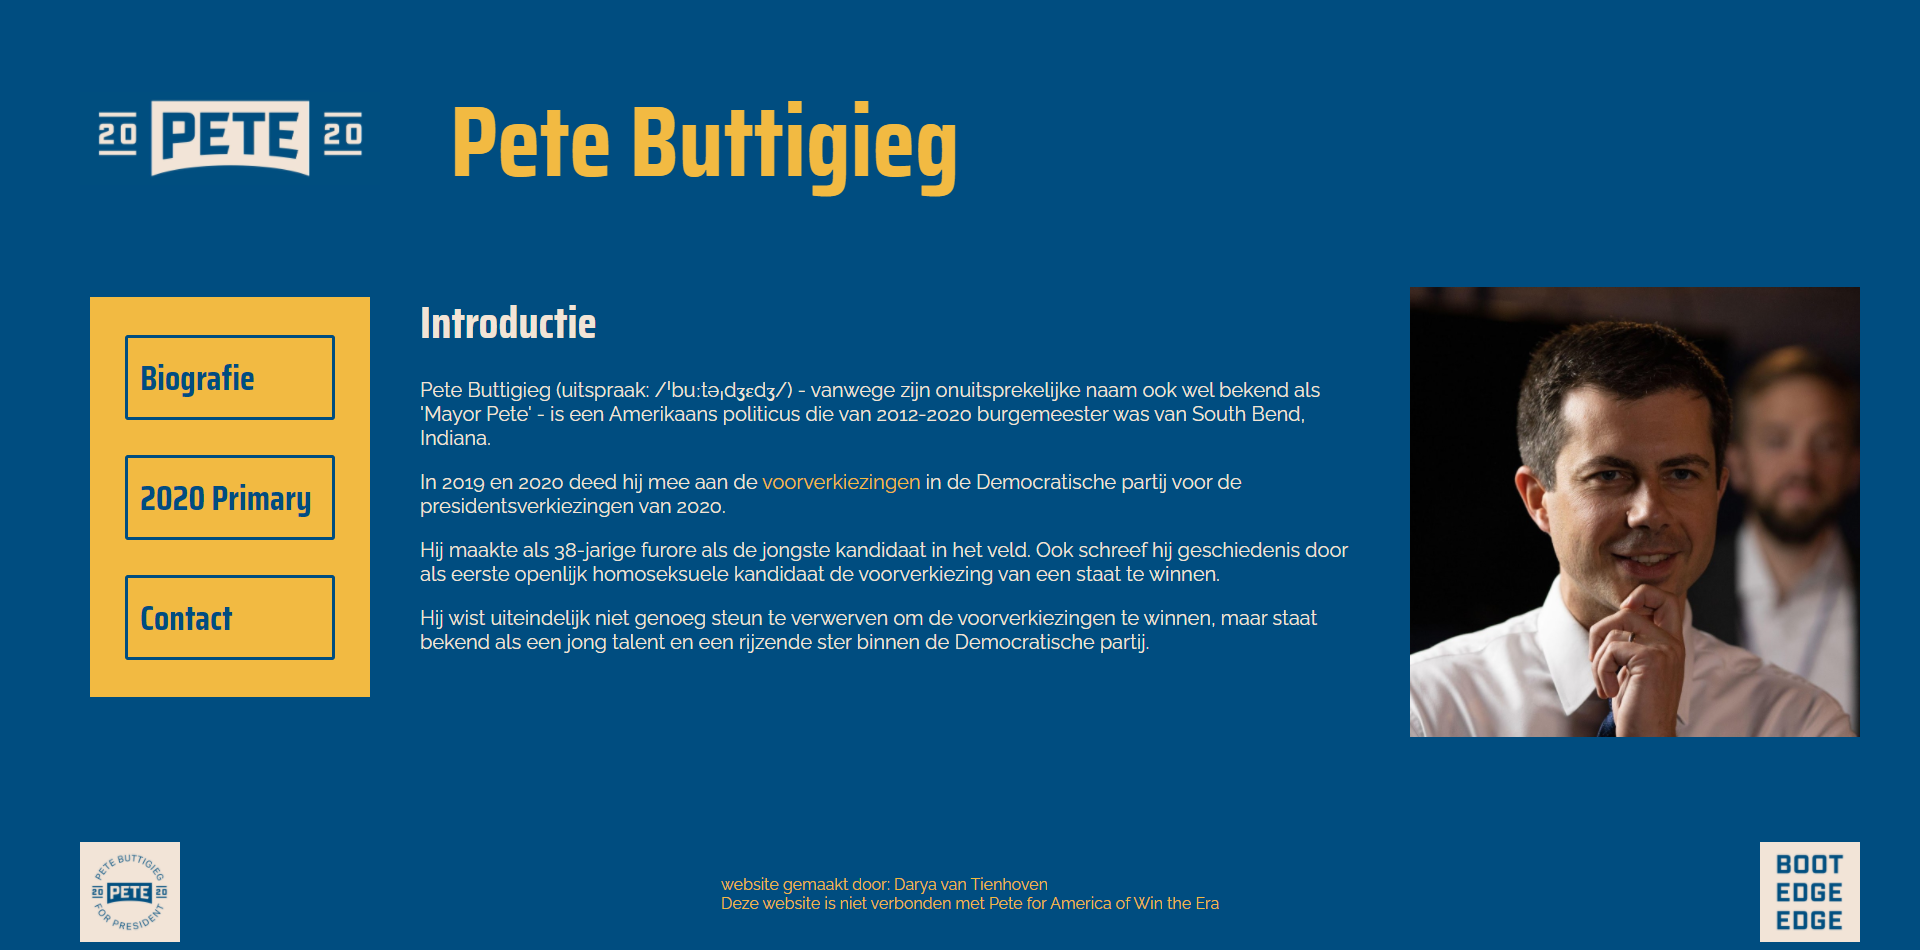 20 PETE 20
Pete Buttigieg
Biografie
2020 Primary
Contact
Introductie
Pete Buttigieg (uitspraak: /ˈbuːtəˌdʒɛdʒ/) - vanwege zijn onuitsprekelijke naam ook wel bekend als
'Mayor Pete' - is een Amerikaans politicus die van 2012-2020 burgemeester was van South Bend,
Indiana.
In 2019 en 2020 deed hij mee aan de voorverkiezingen in de Democratische partij voor de
presidentsverkiezingen van 2020.
Hij maakte als 38-jarige furore als de jongste kandidaat in het veld. Ook schreef hij geschiedenis door
als eerste openlijk homoseksuele kandidaat de voorverkiezing van een staat te winnen.
Hij wist uiteindelijk niet genoeg steun te verwerven om de voorverkiezingen te winnen, maar staat
bekend als een jong talent en een rijzende ster binnen de Democratische partij.
PETE BUTTIGIEG
20 PETE 20
FOR PRESIDENT
website gemaakt door: Darya van Tienhoven
Deze website is niet verbonden met Pete for America of Win the Era
BOOT
EDGE
EDGE